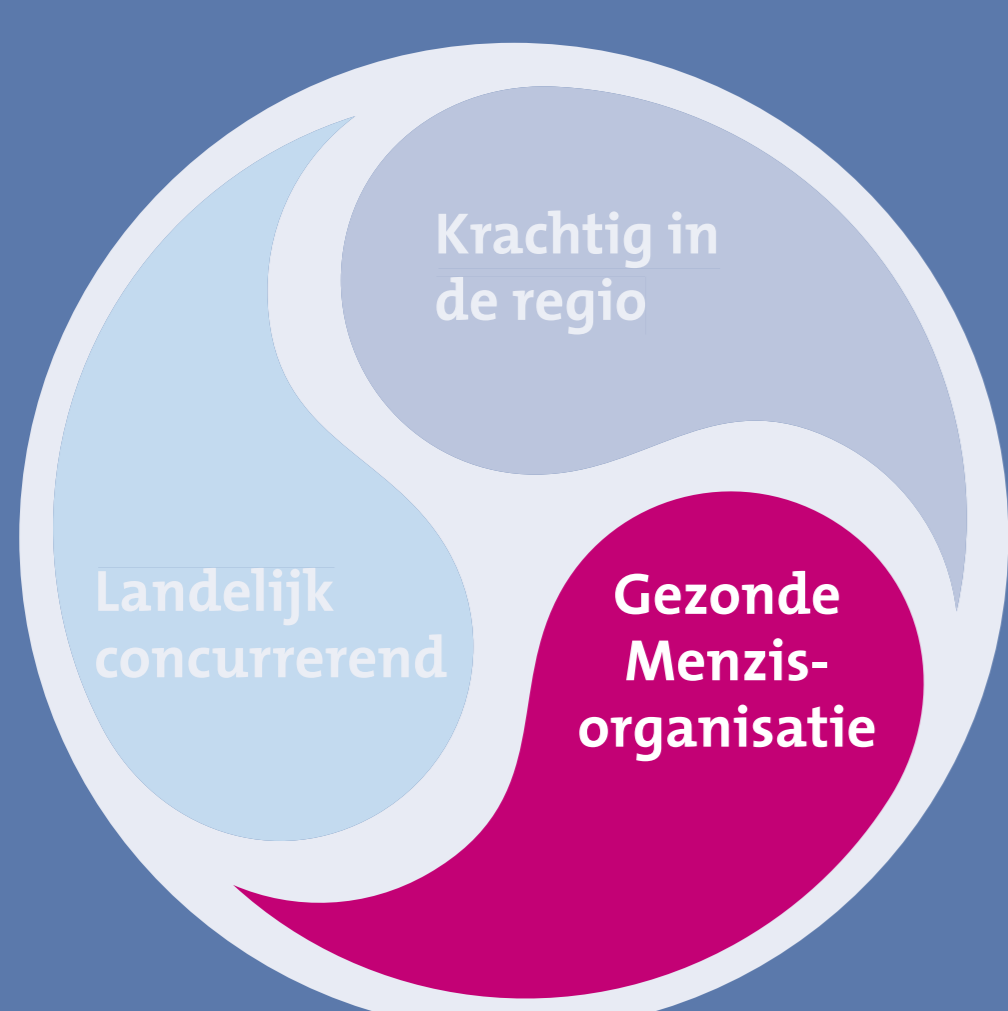 Krachtig in
de regio
Landelijk
concurrerend
Gezonde
Menzis-
organisatie